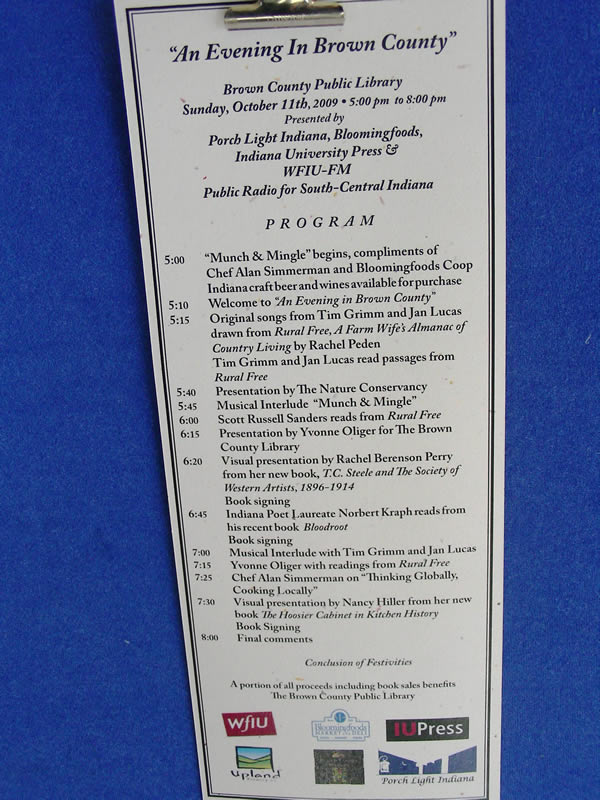 "An Evening In Brown County"
Brown County Public Library
Sunday, October 11th, 2009 • 5:00 pm to 8:00 pm
Presented by
Porch Light Indiana, Bloomingfoods,
Indiana University Press &
WFIU-FM
Public Radio for South-Central Indiana
PROGRAM
5:00 "Munch & Mingle" begins, compliments of
Chef Alan Simmerman and Bloomingfoods Coop
Indiana craft beer and wines available for purchase
5:10 Welcome to "An Evening in Brown County"
5:15 Original songs from Tim Grimm and Jan Lucas
drawn from Rural Free, A Farm Wife's Almanac of
Country Living by Rachel Peden
Tim Grimm and Jan Lucas read passages from
Rural Free
5:40 Presentation by The Nature Conservancy
5:45 Musical Interlude "Munch & Mingle"
6:00 Scott Russell Sanders reads from Rural Free
6:15 Presentation by Yvonne Oliger for The Brown
County Library
6:20 Visual presentation by Rachel Berenson Perry
from her new book, T.C. Steele and The Society of
Western Artists, 1896-1914
Book signing
6:45 Indiana Poet Laureate Norbert Kraph reads from
his recent book Bloodroot
Book signing
7:00 Musical Interlude with Tim Grimm and Jan Lucas
7:15 Yvonne Oliger with readings from Rural Free
7:25 Chef Alan Simmerman on "Thinking Globally,
Cooking Locally"
7:30 Visual presentation by Nancy Hiller from her new
book The Hoosier Cabinet in Kitchen History
Book Signing
8:00 Final comments
Conclusion of Festivities
A portion of all proceeds including book sales benefits
The Brown County Public Library
WFIU
Bloomingfoods
MARKET & DELI
IU Press
Upland
Porch Light Indiana